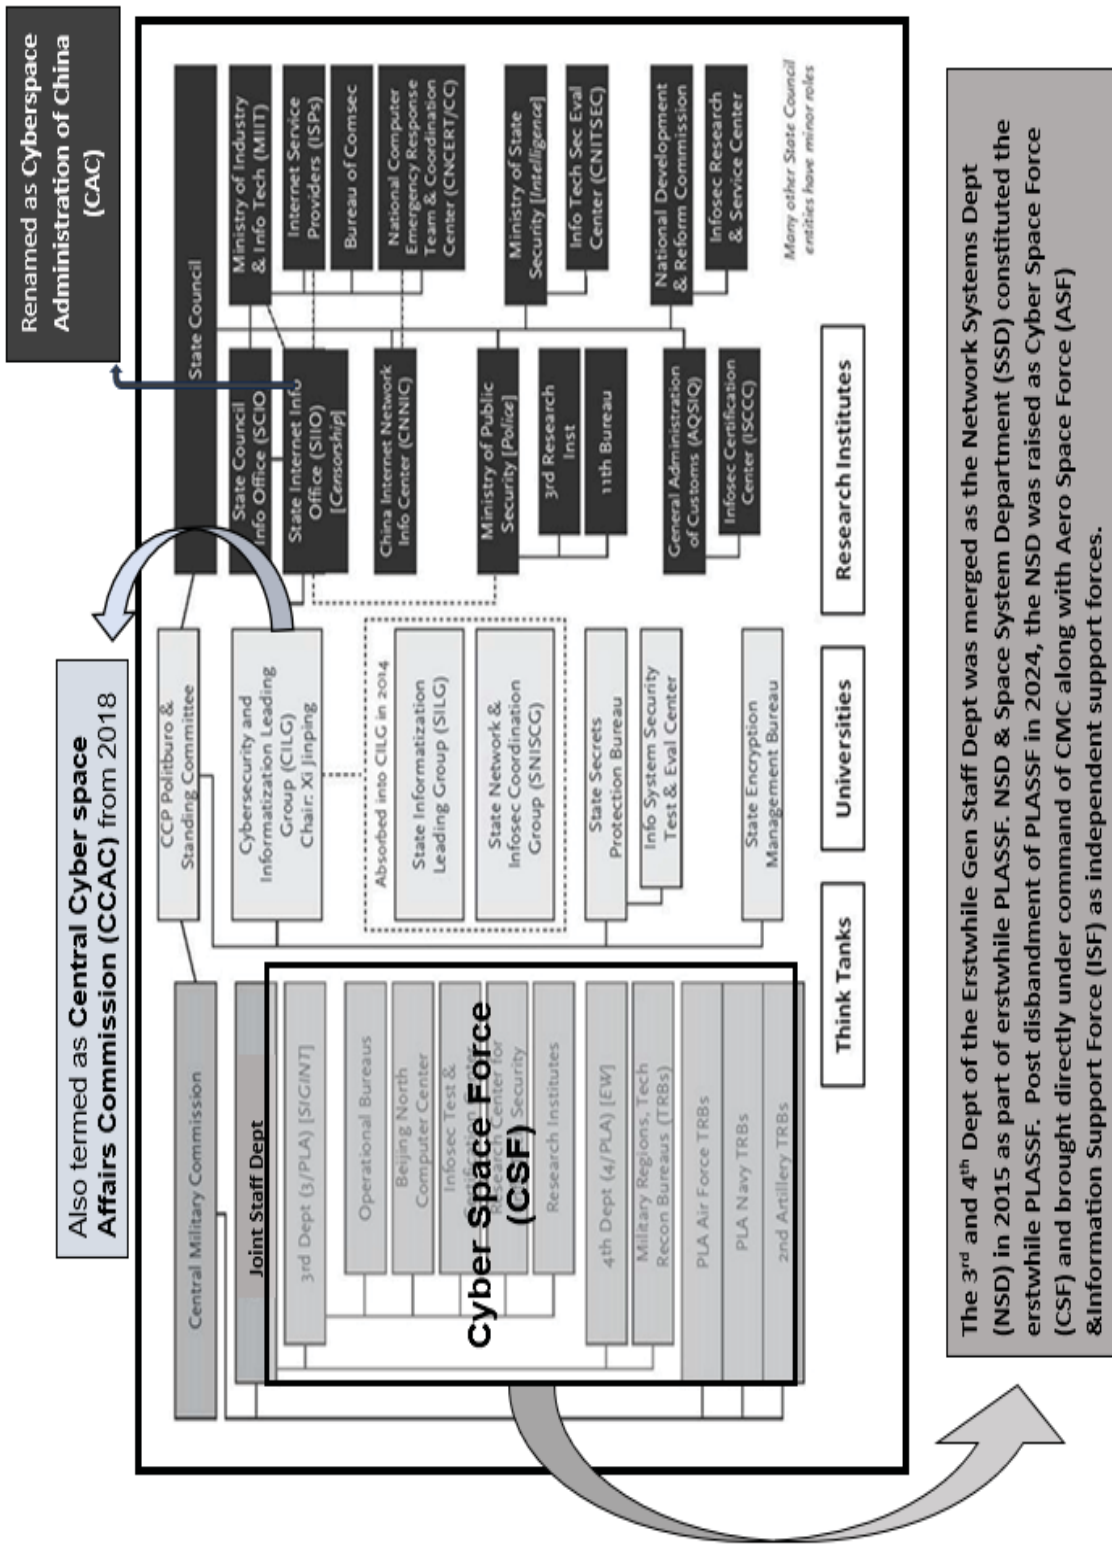 Also termed as Central Cyber space
Affairs Commission (CCAC) from 2018
Renamed as Cyberspace
Administration of China
(CAC)
Central Military Commission
Joint Staff Dept
3rd Dept (3/PLA) [SIGINT]
Operational Bureaus
Beijing North
Computer Center
Infosec Test &
Certification Center
Research Center for
Security
Research Institutes
4th Dept (4/PLA) [EW]
Military Regions, Tech
Recon Bureaus (TRBs)
PLA Air Force TRBs
PLA Navy TRBs
2nd Artillery TRBs
Cyber Space Force
(CSF)
CCP Politburo &
Standing Committee
Cybersecurity and
Informatization Leading
Group (CILG)
Chair: Xi Jinping
Absorbed into CILG in 2014
State Informatization
Leading Group (SILG)
State Network &
Infosec Coordination
Group (SNISCG)
State Secrets
Protection Bureau
Info System Security
Test & Eval Center
State Encryption
Management Bureau
State Council
State Council
Info Office (SCIO)
State Internet Info
Office (SIIO)
[Censorship]
China Internet Network
Info Center (CNNIC)
Ministry of Public
Security [Police]
3rd Research
Inst
11th Bureau
General Administration
of Customs (AQSIQ)
Infosec Certification
Center (ISCCC)
Ministry of Industry
& Info Tech (MIIT)
Internet Service
Providers (ISPs)
Bureau of Comsec
National Computer
Emergency Response
Team & Coordination
Center (CNCERT/CC)
Ministry of State
Security [Intelligence]
Info Tech Sec Eval
Center (CNITSEC)
National Development
& Reform Commission
Infosec Research
& Service Center
Many other State Council
entities have minor roles
Think Tanks
Universities
Research Institutes
The 3rd and 4th Dept of the Erstwhile Gen Staff Dept was merged as the Network Systems Dept
(NSD) in 2015 as part of erstwhile PLASSF. NSD & Space System Department (SSD) constituted the
erstwhile PLASSF. Post disbandment of PLASSF in 2024, the NSD was raised as Cyber Space Force
(CSF) and brought directly under command of CMC along with Aero Space Force (ASF)
&Information Support Force (ISF) as independent support forces.